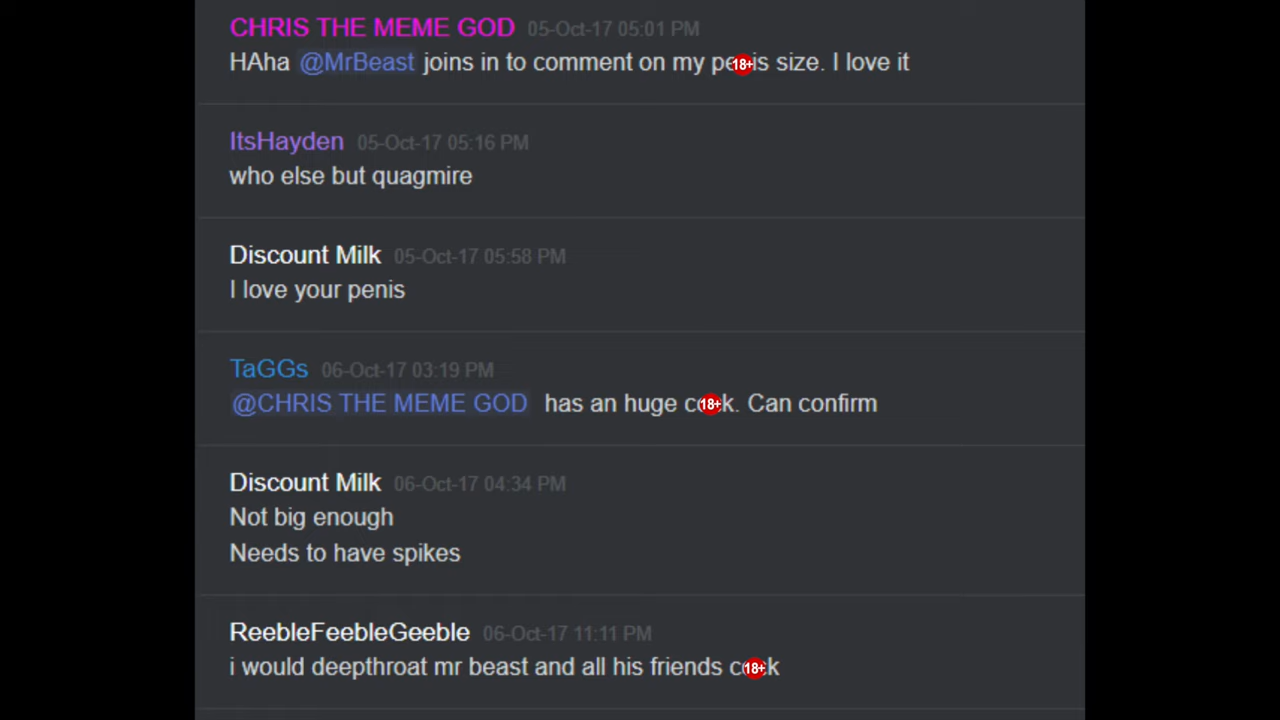 CHRIS THE MEME GOD 05-Oct-17 05:01 PM
HAha @MrBeast joins in to comment on my pe18+is size. I love it
ItsHayden 05-Oct-17 05:16 PM
who else but quagmire
Discount Milk 05-Oct-17 05:58 PM
I love your penis
TaGGs 06-Oct-17 03:19 PM
@CHRIS THE MEME GOD has an huge co18+k. Can confirm
Discount Milk 06-Oct-17 04:34 PM
Not big enough
Needs to have spikes
ReebleFeebleGeeble 06-Oct-17 11:11 PM
i would deepthroat mr beast and all his friends co18+k